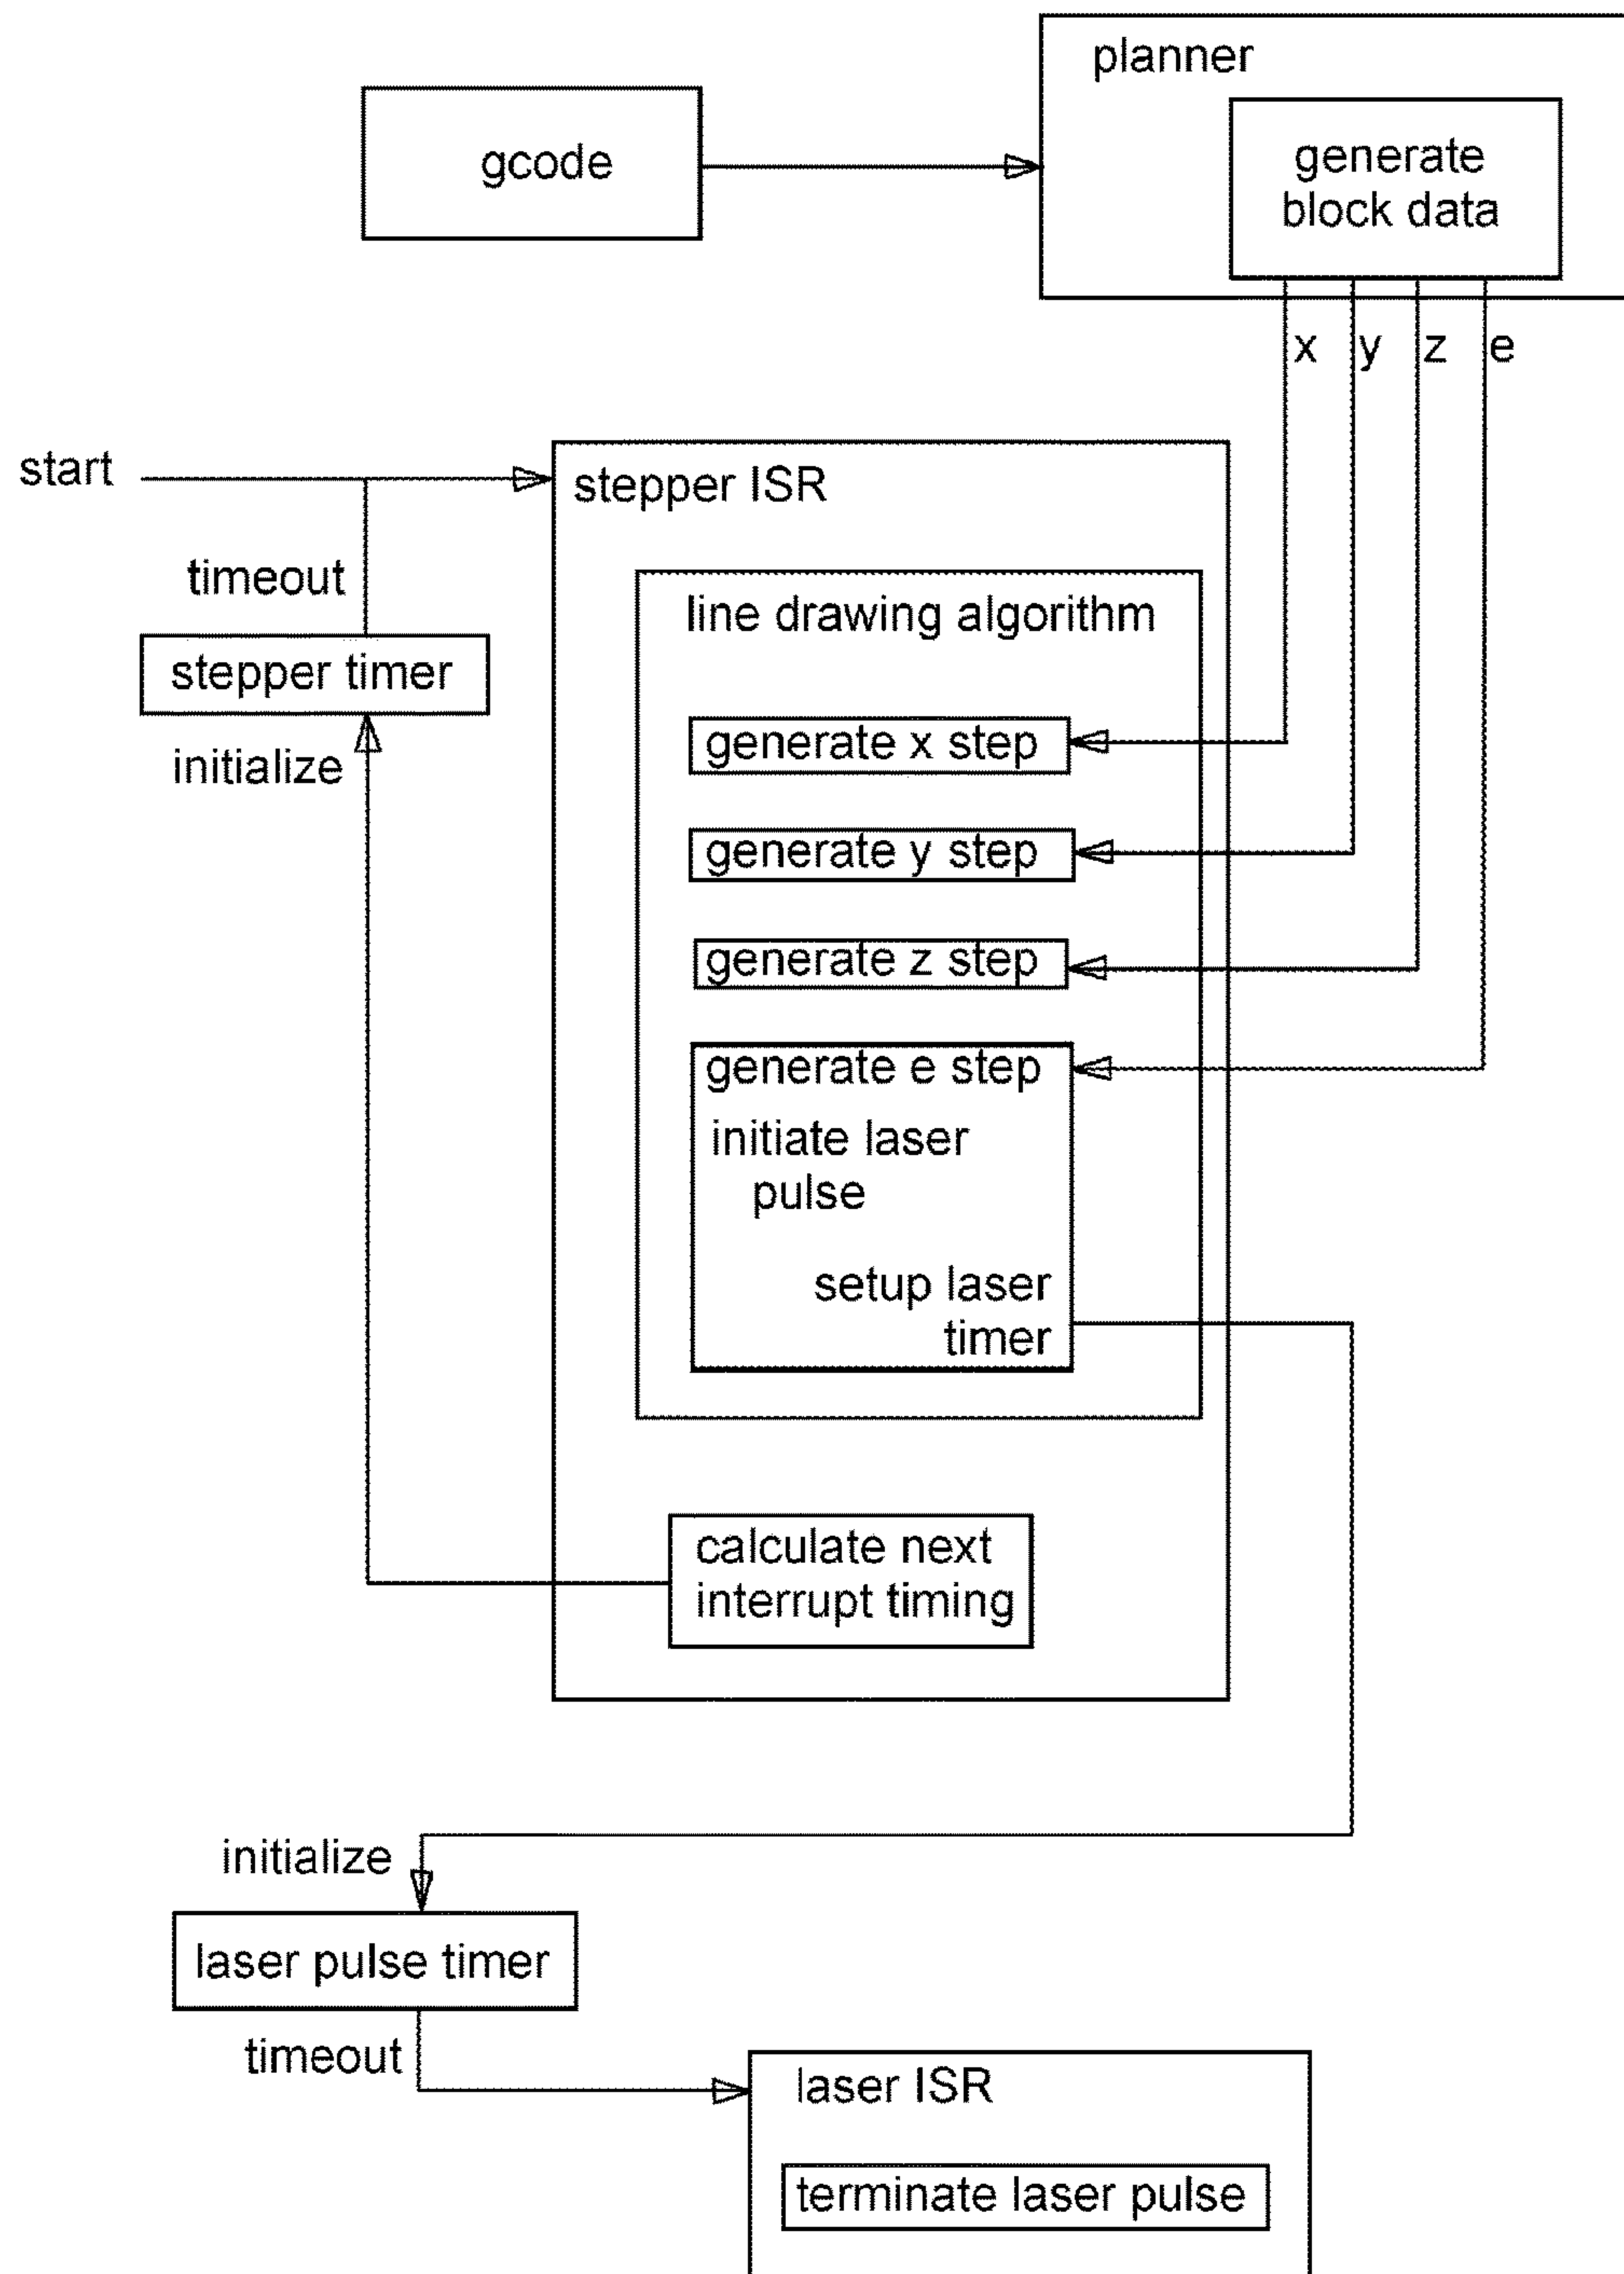 planner
gcode
generate
block data
x y z e
start
stepper ISR
timeout
line drawing algorithm
stepper timer
generate x step
initialize
generate y step
generate z step
generate e step
initiate laser
pulse
setup laser
timer
calculate next
interrupt timing
initialize
laser pulse timer
timeout
laser ISR
terminate laser pulse